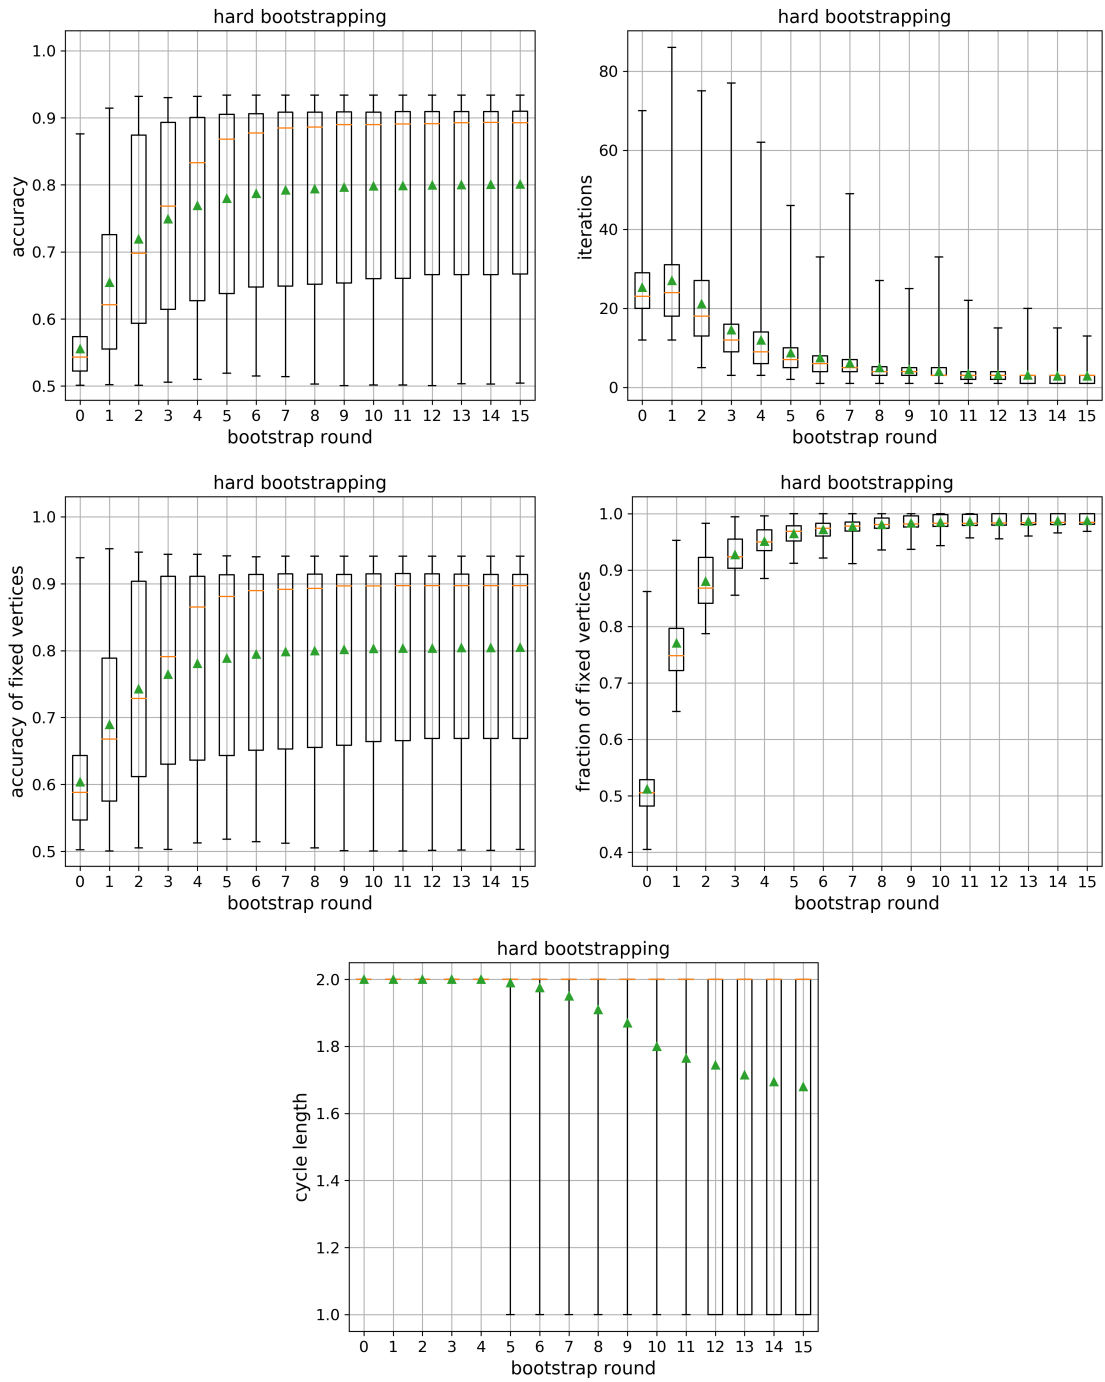 hard bootstrapping
accuracy
1.0
0.9
0.8
0.7
0.6
0.5
0 1 2 3 4 5 6 7 8 9 10 11 12 13 14 15
bootstrap round
hard bootstrapping
iterations
80
60
40
20
0
0 1 2 3 4 5 6 7 8 9 10 11 12 13 14 15
bootstrap round
hard bootstrapping
accuracy of fixed vertices
1.0
0.9
0.8
0.7
0.6
0.5
0 1 2 3 4 5 6 7 8 9 10 11 12 13 14 15
bootstrap round
hard bootstrapping
fraction of fixed vertices
1.0
0.9
0.8
0.7
0.6
0.5
0.4
0 1 2 3 4 5 6 7 8 9 10 11 12 13 14 15
bootstrap round
hard bootstrapping
cycle length
2.0
1.8
1.6
1.4
1.2
1.0
0 1 2 3 4 5 6 7 8 9 10 11 12 13 14 15
bootstrap round